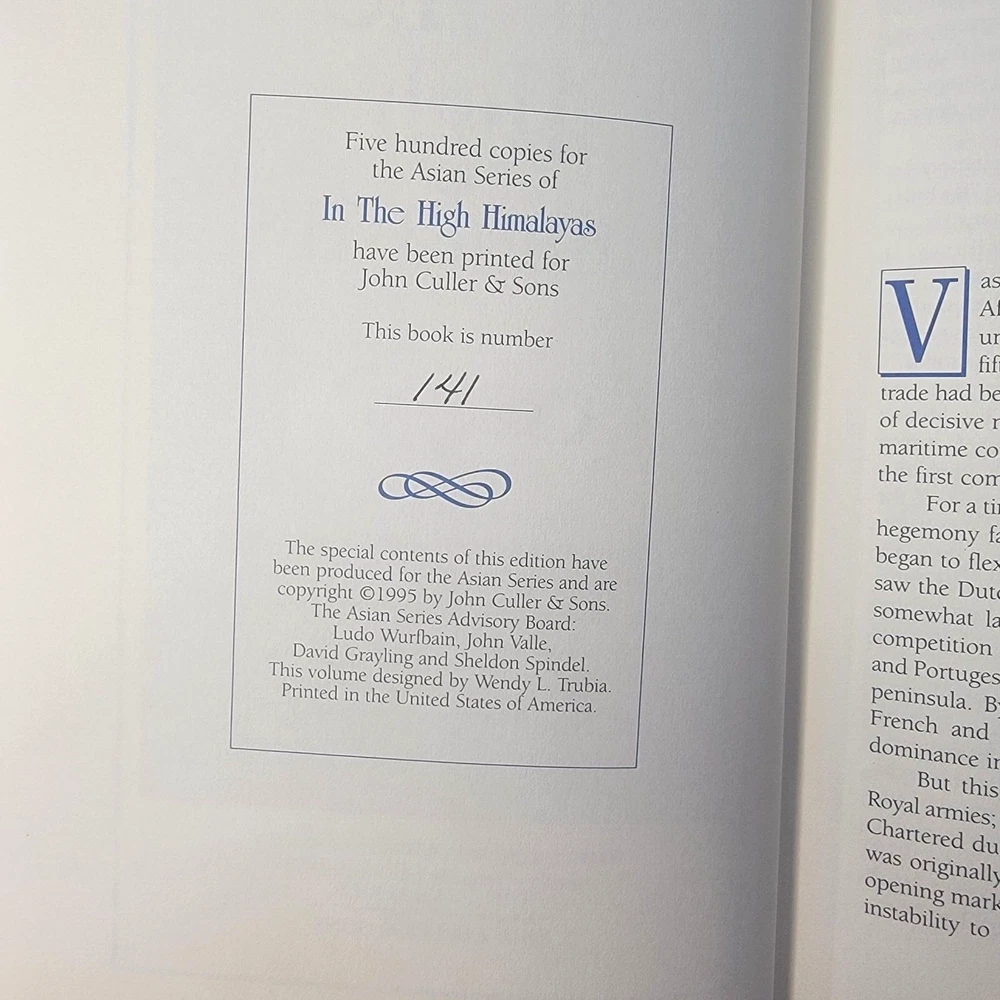 Five hundred copies for
the Asian Series of
In The High Himalayas
have been printed for
John Culler & Sons
This book is number
141
The special contents of this edition have
been produced for the Asian Series and are
copyright ©1995 by John Culler & Sons.
The Asian Series Advisory Board:
Ludo Wurfbain, John Valle,
David Grayling and Sheldon Spindel.
This volume designed by Wendy L. Trubia.
Printed in the United States of America.
V
trade had be
of decisive
maritime co
the first com
For a
hegemony
began to flex
saw the
somewhat
competition
and Portuges
peninsula.
French and
dominance
But this
Royal armies;
Chartered du
was originally
opening mark
instability to